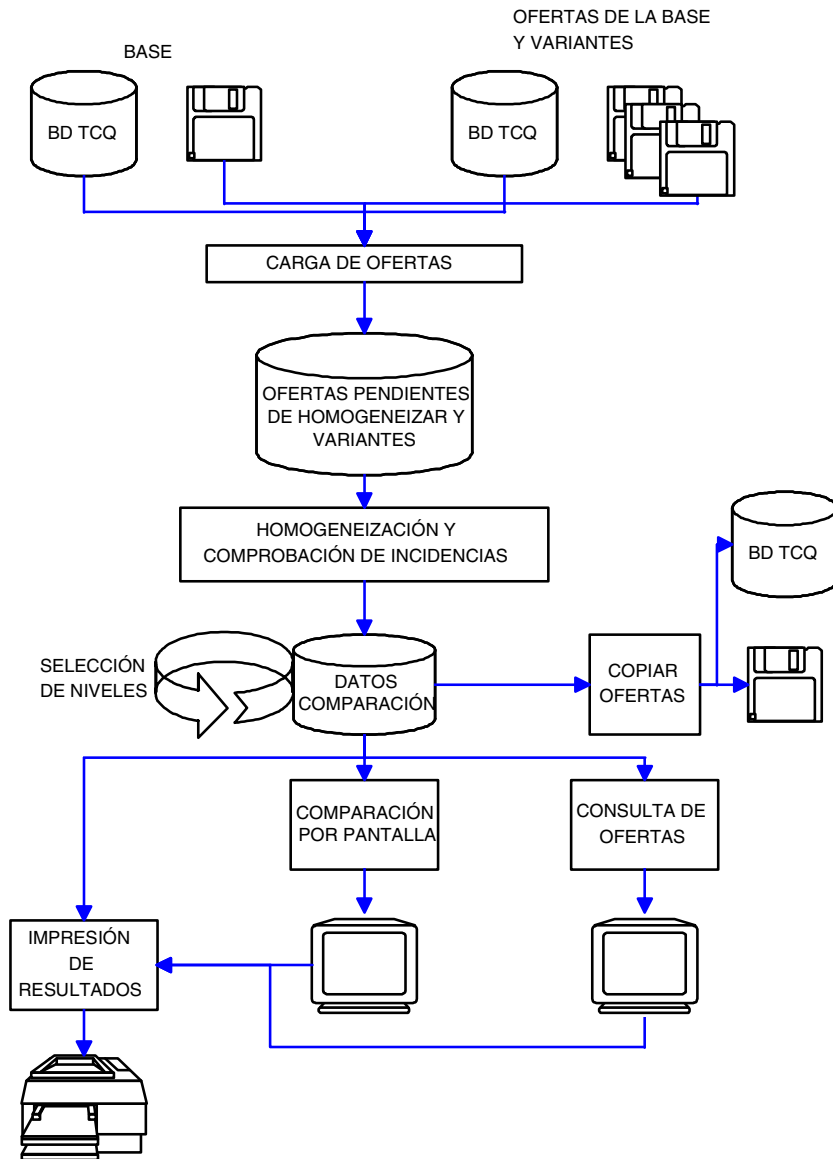 OFERTAS DE LA BASE
Y VARIANTES
BASE
BD TCQ
BD TCQ
CARGA DE OFERTAS
OFERTAS PENDIENTES
DE HOMOGENEIZAR Y
VARIANTES
HOMOGENEIZACIÓN Y
COMPROBACIÓN DE INCIDENCIAS
BD TCQ
SELECCIÓN
DE NIVELES
DATOS
COMPARACIÓN
COPIAR
OFERTAS
COMPARACIÓN
POR PANTALLA
CONSULTA DE
OFERTAS
IMPRESIÓN
DE
RESULTADOS